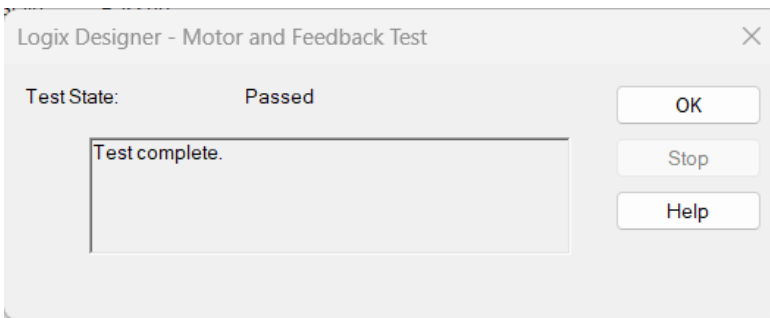 Logix Designer - Motor and Feedback Test
Test State: Passed
OK
Test complete.
Stop
Help